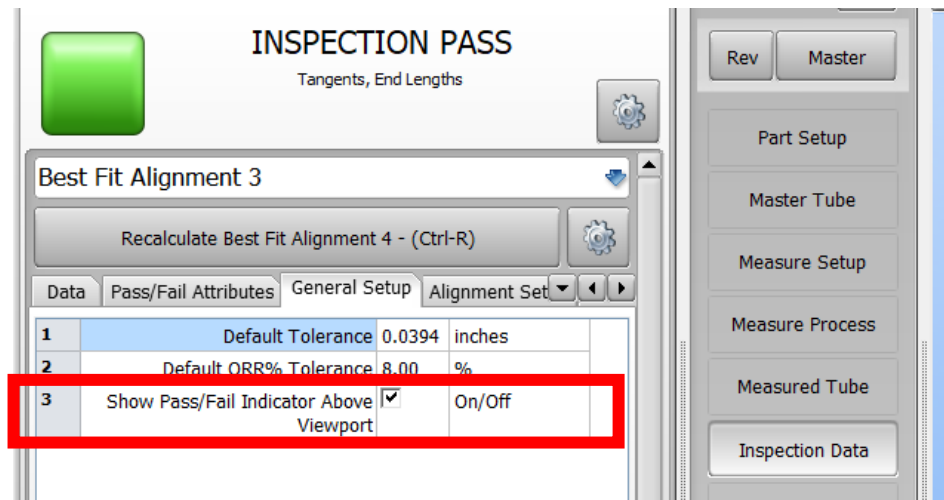 INSPECTION PASS
Tangents, End Lengths
Best Fit Alignment 3
Recalculate Best Fit Alignment 4 - (Ctrl-R)
Data Pass/Fail Attributes General Setup Alignment Set
1 Default Tolerance 0.0394 inches
2 Default ORR% Tolerance 8.00 %
3 Show Pass/Fail Indicator Above On/Off
Viewport
Rev Master
Part Setup
Master Tube
Measure Setup
Measure Process
Measured Tube
Inspection Data